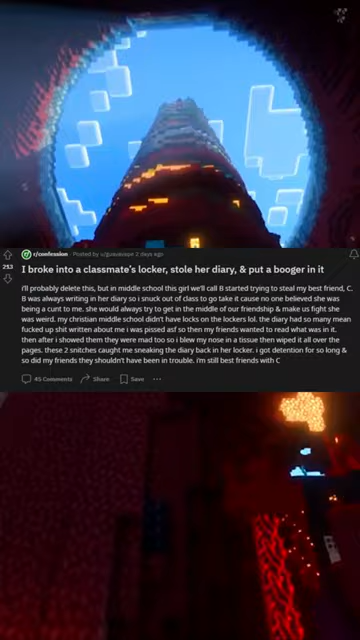 r/confession · Posted by u/guauauope 2 days ago
253
I broke into a classmate's locker, stole her diary, & put a booger in it
i'll probably delete this, but in middle school this girl we'll call B started trying to steal my best friend, C.
B was always writing in her diary so i snuck out of class to go take it cause no one believed she was
being a cunt to me. she would always try to get in the middle of our friendship & make us fight she
was weird. my christian middle school didn't have locks on the lockers lol. the diary had so many mean
fucked up shit written about me i was pissed asf so then my friends wanted to read what was in it.
then after i showed them they were mad too so i blew my nose in a tissue then wiped it all over the
pages. these 2 snitches caught me sneaking the diary back in her locker. i got detention for so long &
so did my friends they shouldn't have been in trouble. i'm still best friends with C
45 Comments Share Save